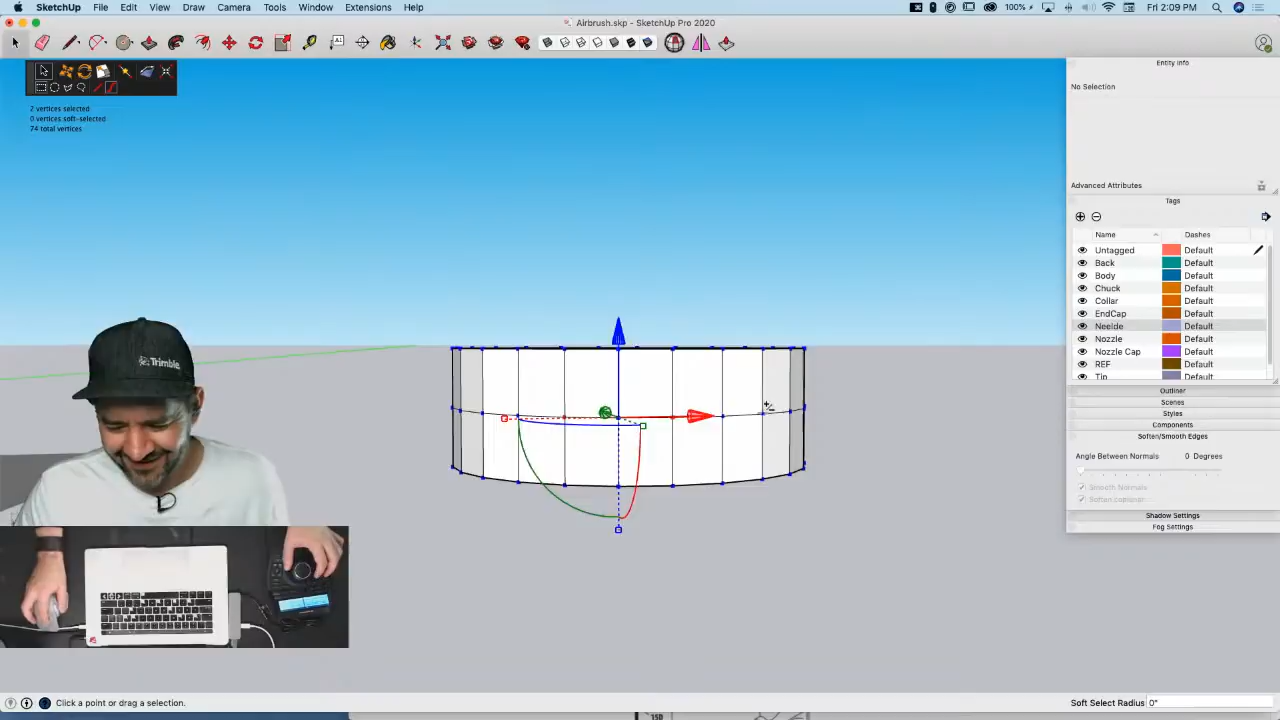 SketchUp File Edit View Draw Camera Tools Window Extensions Help
100% Fri 2:09 PM
Airbrush.skp - SketchUp Pro 2020
Entity Info
2 vertices selected
0 vertices soft-selected
74 total vertices
No Selection
Advanced Attributes
Tags
Name Dashes
Untagged Default
Back Default
Body Default
Chuck Default
Collar Default
EndCap Default
Neelde Default
Nozzle Default
Nozzle Cap Default
REF Default
Tip Default
Outliner
Scenes
Styles
Components
Soften/Smooth Edges
Angle Between Normals 0 Degrees
Smooth Normals
Soften coplanar
Shadow Settings
Fog Settings
Trimble
Click a point or drag a selection.
Soft Select Radius 0"